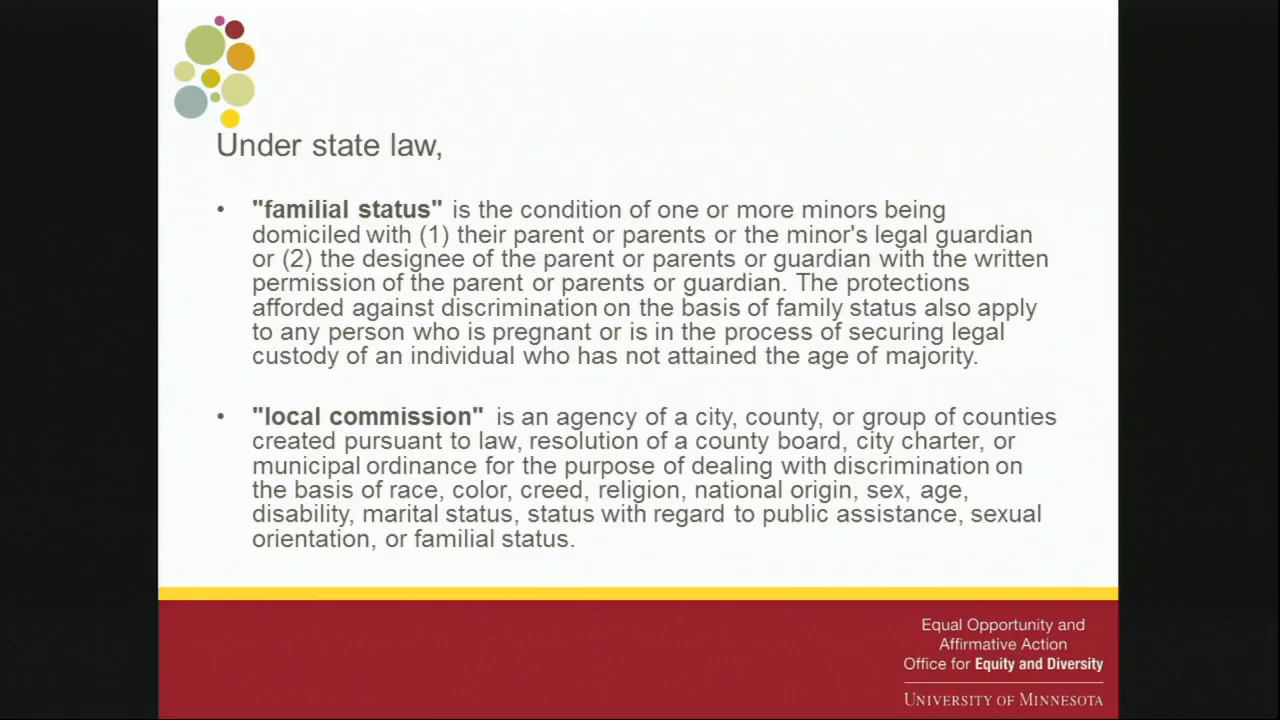 Under state law,
• "familial status" is the condition of one or more minors being
domiciled with (1) their parent or parents or the minor's legal guardian
or (2) the designee of the parent or parents or guardian with the written
permission of the parent or parents or guardian. The protections
afforded against discrimination on the basis of family status also apply
to any person who is pregnant or is in the process of securing legal
custody of an individual who has not attained the age of majority.
• "local commission" is an agency of a city, county, or group of counties
created pursuant to law, resolution of a county board, city charter, or
municipal ordinance for the purpose of dealing with discrimination on
the basis of race, color, creed, religion, national origin, sex, age,
disability, marital status, status with regard to public assistance, sexual
orientation, or familial status.
Equal Opportunity and
Affirmative Action
Office for Equity and Diversity
UNIVERSITY OF MINNESOTA